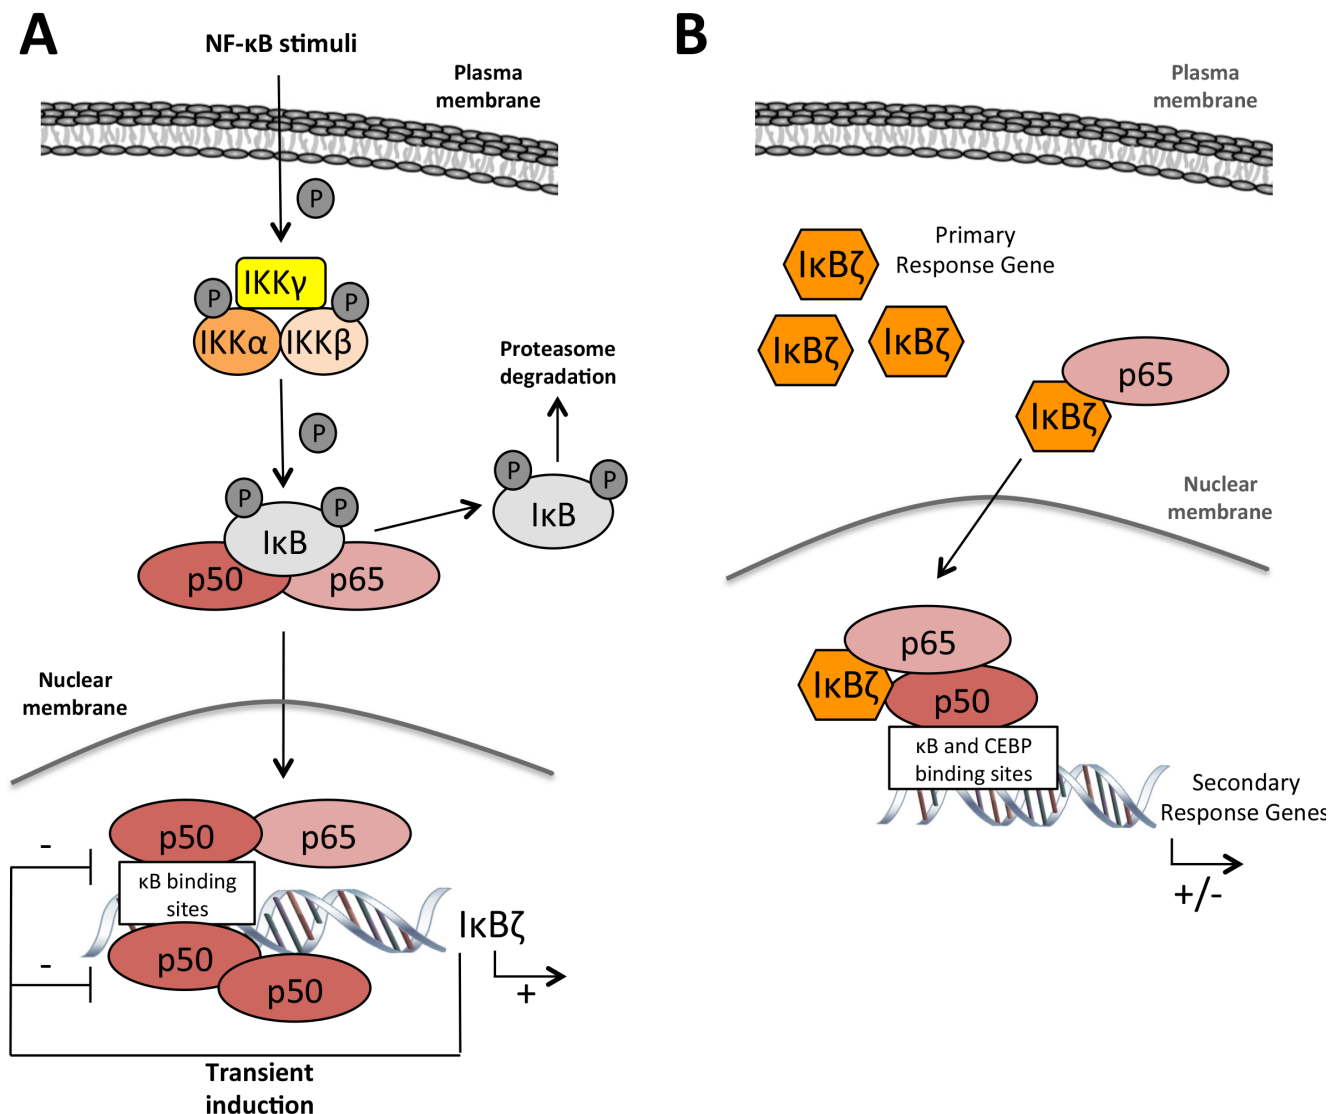 A
NF-κB stimuli
Plasma
membrane
P
IKKγ
P
P
IKKα
IKKβ
Proteasome
degradation
P
P
P
P
P
IκB
IκB
p50
p65
Nuclear
membrane
p50
p65
-
κB binding
sites
IκBζ
p50
-
p50
+
Transient
induction
B
Plasma
membrane
Primary
Response Gene
IκBζ
IκBζ
IκBζ
p65
IκBζ
Nuclear
membrane
p65
IκBζ
p50
κB and CEBP
binding sites
Secondary
Response Genes
+/-